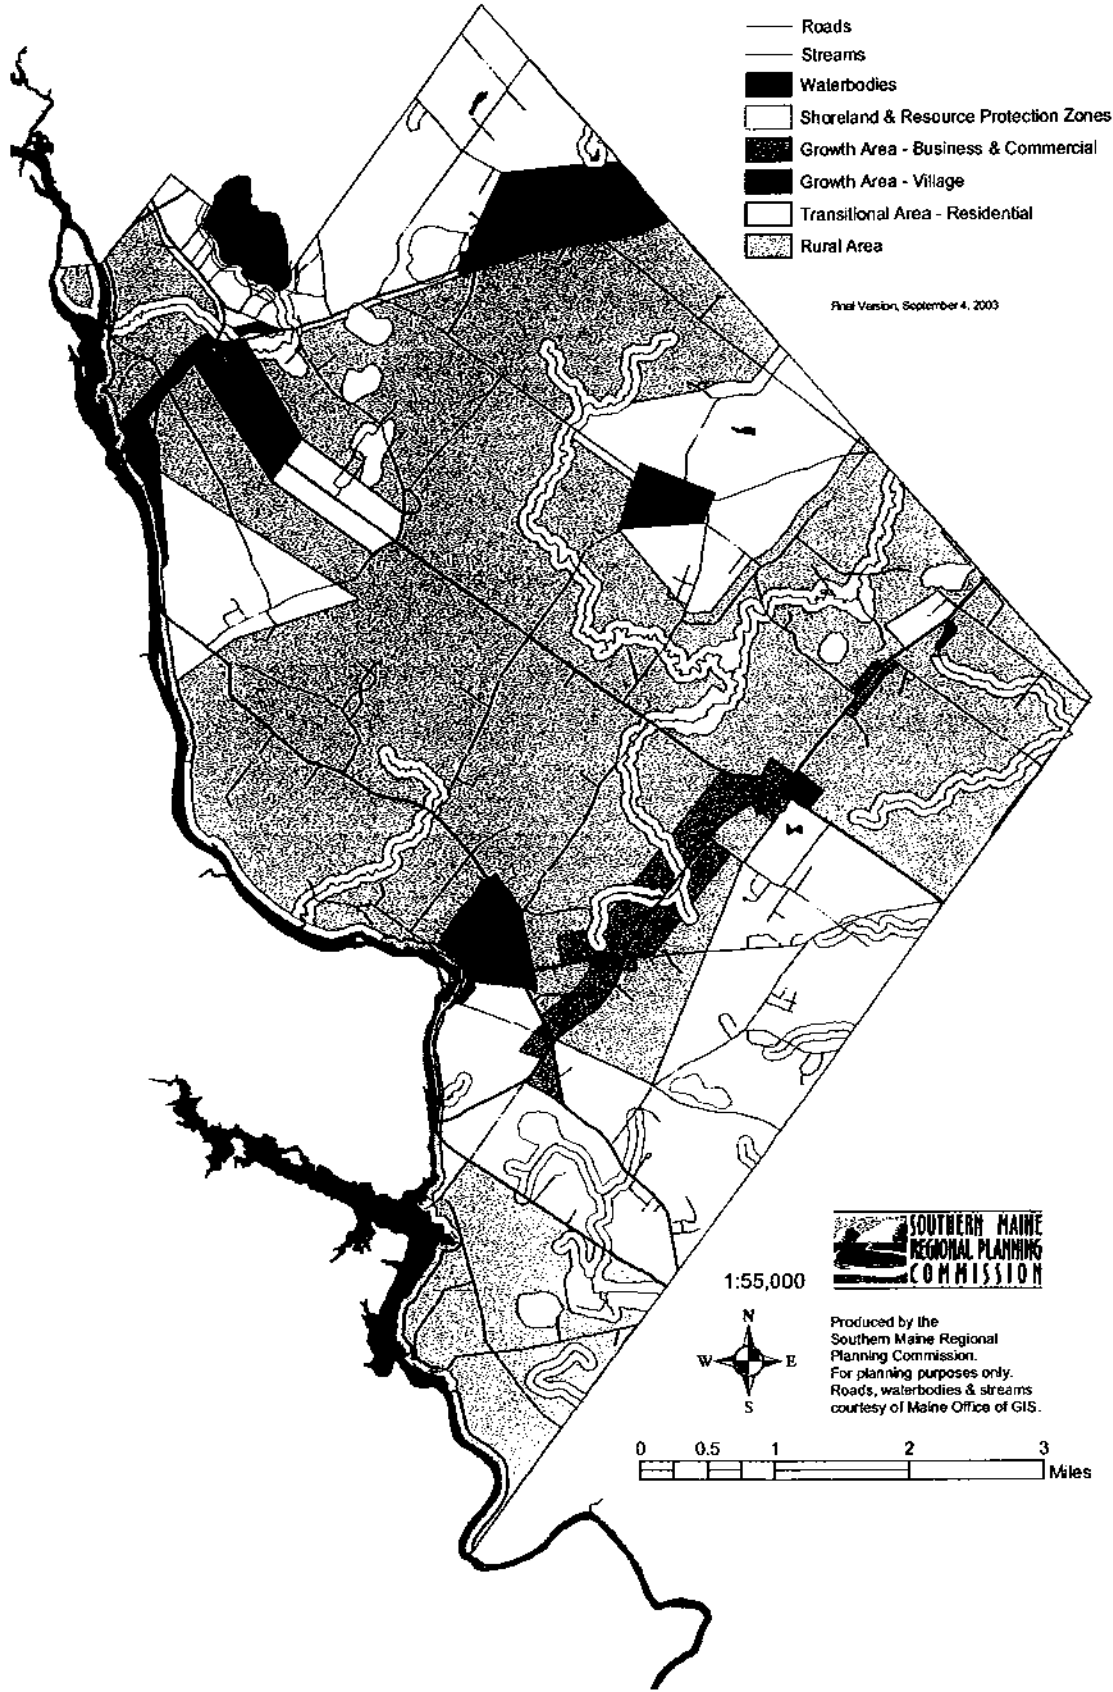 Roads
Streams
Waterbodies
Shoreland & Resource Protection Zones
Growth Area - Business & Commercial
Growth Area - Village
Transitional Area - Residential
Rural Area
Final Version, September 4, 2003
SOUTHERN MAINE
REGIONAL PLANNING
COMMISSION
1:55,000
N
W E
S
Produced by the
Southern Maine Regional
Planning Commission.
For planning purposes only.
Roads, waterbodies & streams
courtesy of Maine Office of GIS.
0 0.5 1 2 3
Miles